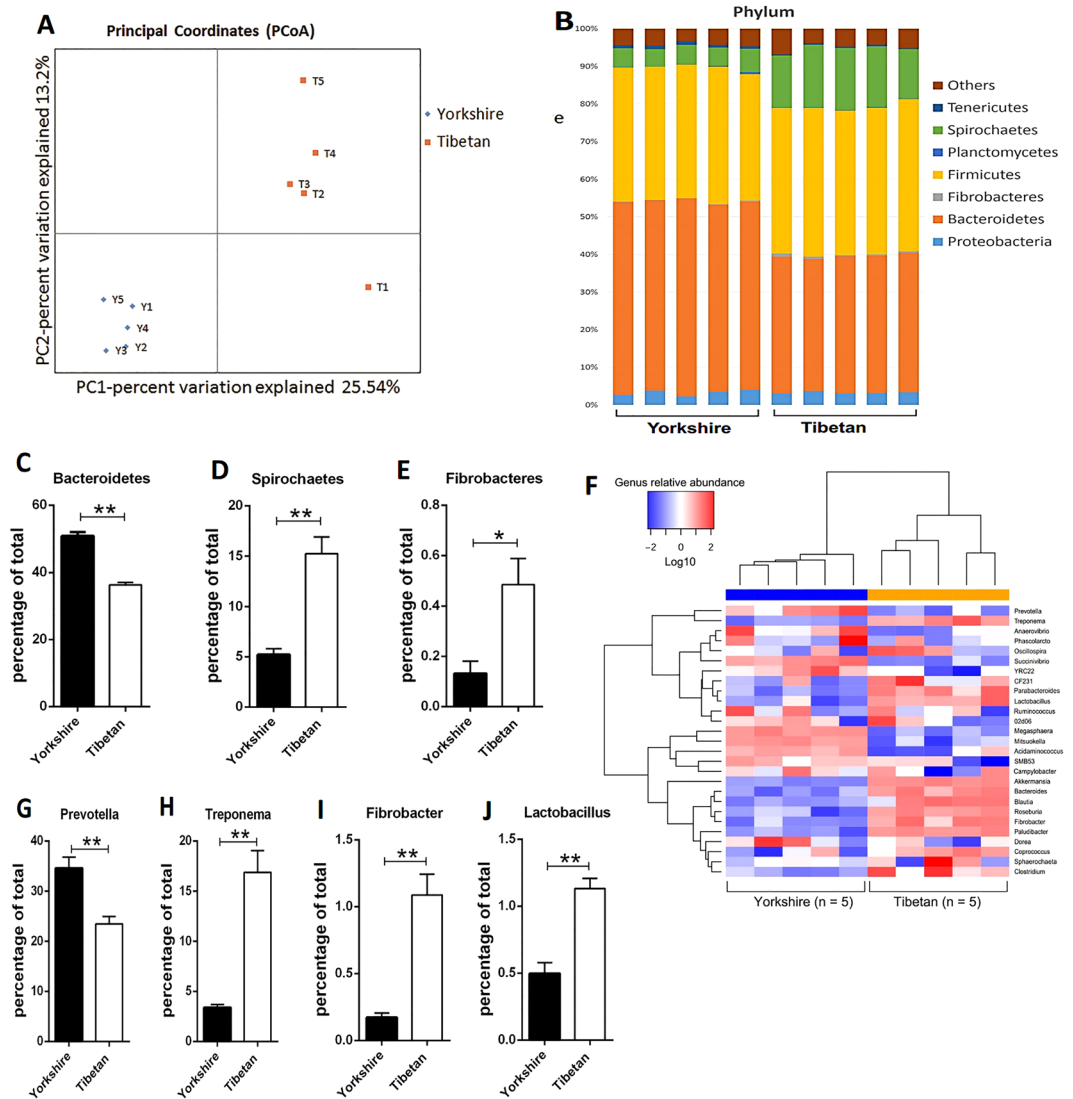 A
Principal Coordinates (PCoA)
PC2-percent variation explained 13.2%
T5
T4
T3
T2
T1
Y5
Y1
Y4
Y3
Y2
PC1-percent variation explained 25.54%
Yorkshire
Tibetan
B
Phylum
e
100%
90%
80%
70%
60%
50%
40%
30%
20%
10%
0%
Yorkshire
Tibetan
Others
Tenericutes
Spirochaetes
Planctomycetes
Firmicutes
Fibrobacteres
Bacteroidetes
Proteobacteria
C
Bacteroidetes
percentage of total
60
40
20
0
**
Yorkshire
Tibetan
D
Spirochaetes
percentage of total
20
15
10
5
0
**
Yorkshire
Tibetan
E
Fibrobacteres
percentage of total
0.8
0.6
0.4
0.2
0.0
*
Yorkshire
Tibetan
F
Genus relative abundance
−2 0 2
Log10
Prevotella
Treponema
Anaerovibrio
Phascolarcto
Oscillospira
Succinivibrio
YRC22
CF231
Parabacteroides
Lactobacillus
Ruminococcus
02d06
Megasphaera
Mitsuokella
Acidaminococcus
SMB53
Campylobacter
Akkermansia
Bacteroides
Blautia
Roseburia
Fibrobacter
Paludibacter
Dorea
Coprococcus
Sphaerochaeta
Clostridium
Yorkshire (n = 5)
Tibetan (n = 5)
G
Prevotella
percentage of total
40
30
20
10
0
**
Yorkshire
Tibetan
H
Treponema
percentage of total
20
15
10
5
0
**
Yorkshire
Tibetan
I
Fibrobacter
percentage of total
1.5
1.0
0.5
0.0
**
Yorkshire
Tibetan
J
Lactobacillus
percentage of total
1.5
1.0
0.5
0.0
**
Yorkshire
Tibetan